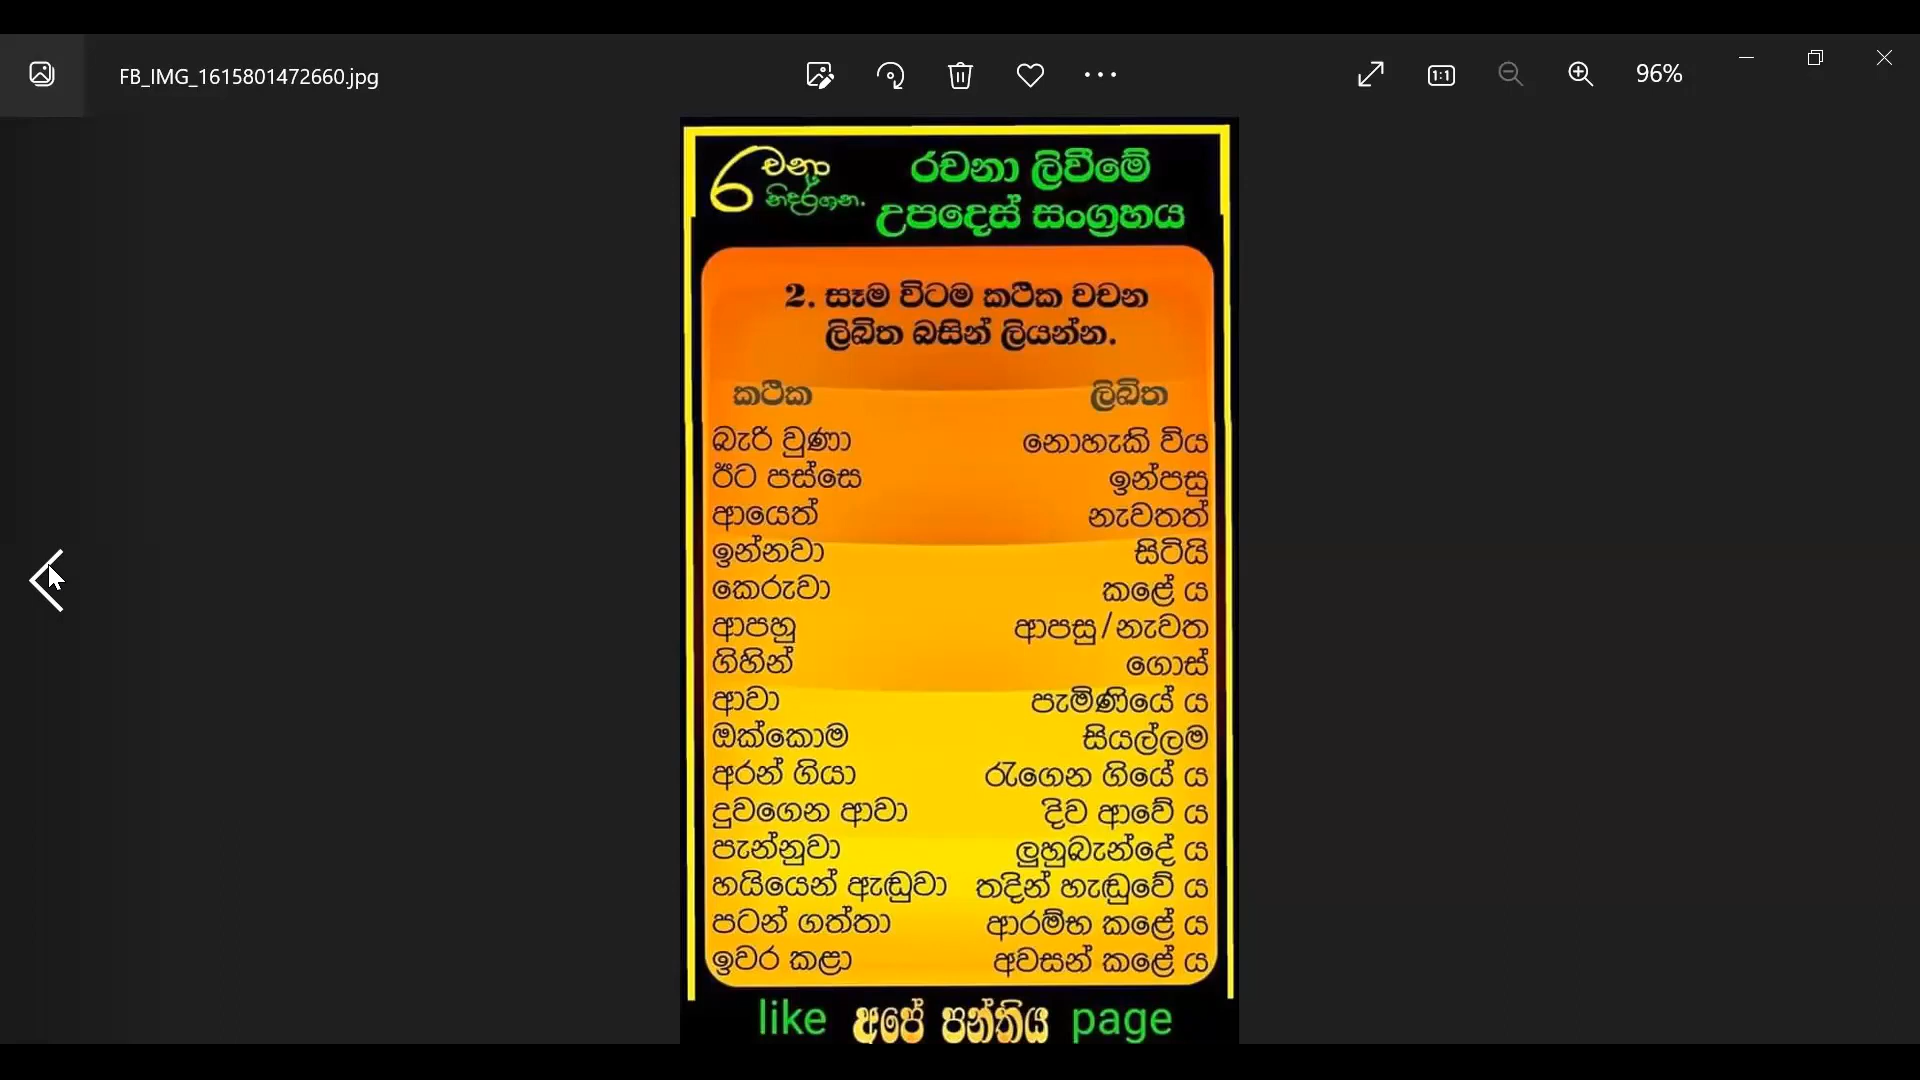 FB_IMG_1615801472660.jpg
96%
රචනා
නිදර්ශන.
රචනා ලිවීමේ
උපදෙස් සංග්‍රහය
2. සෑම විටම කථික වචන
ලිඛිත බසින් ලියන්න.
කථික ලිඛිත
බැරි වුණා නොහැකි විය
ඊට පස්සෙ ඉන්පසු
ආයෙත් නැවතත්
ඉන්නවා සිටියි
කෙරුවා කළේ ය
ආපහු ආපසු/නැවත
ගිහින් ගොස්
ආවා පැමිණියේ ය
ඔක්කොම සියල්ලම
අරන් ගියා රැගෙන ගියේ ය
දුවගෙන ආවා දිව ආවේ ය
පැන්නුවා ලුහුබැන්දේ ය
හයියෙන් ඇඬුවා තදින් හැඬුවේ ය
පටන් ගත්තා ආරම්භ කළේ ය
ඉවර කළා අවසන් කළේ ය
like අපේ පන්තිය page